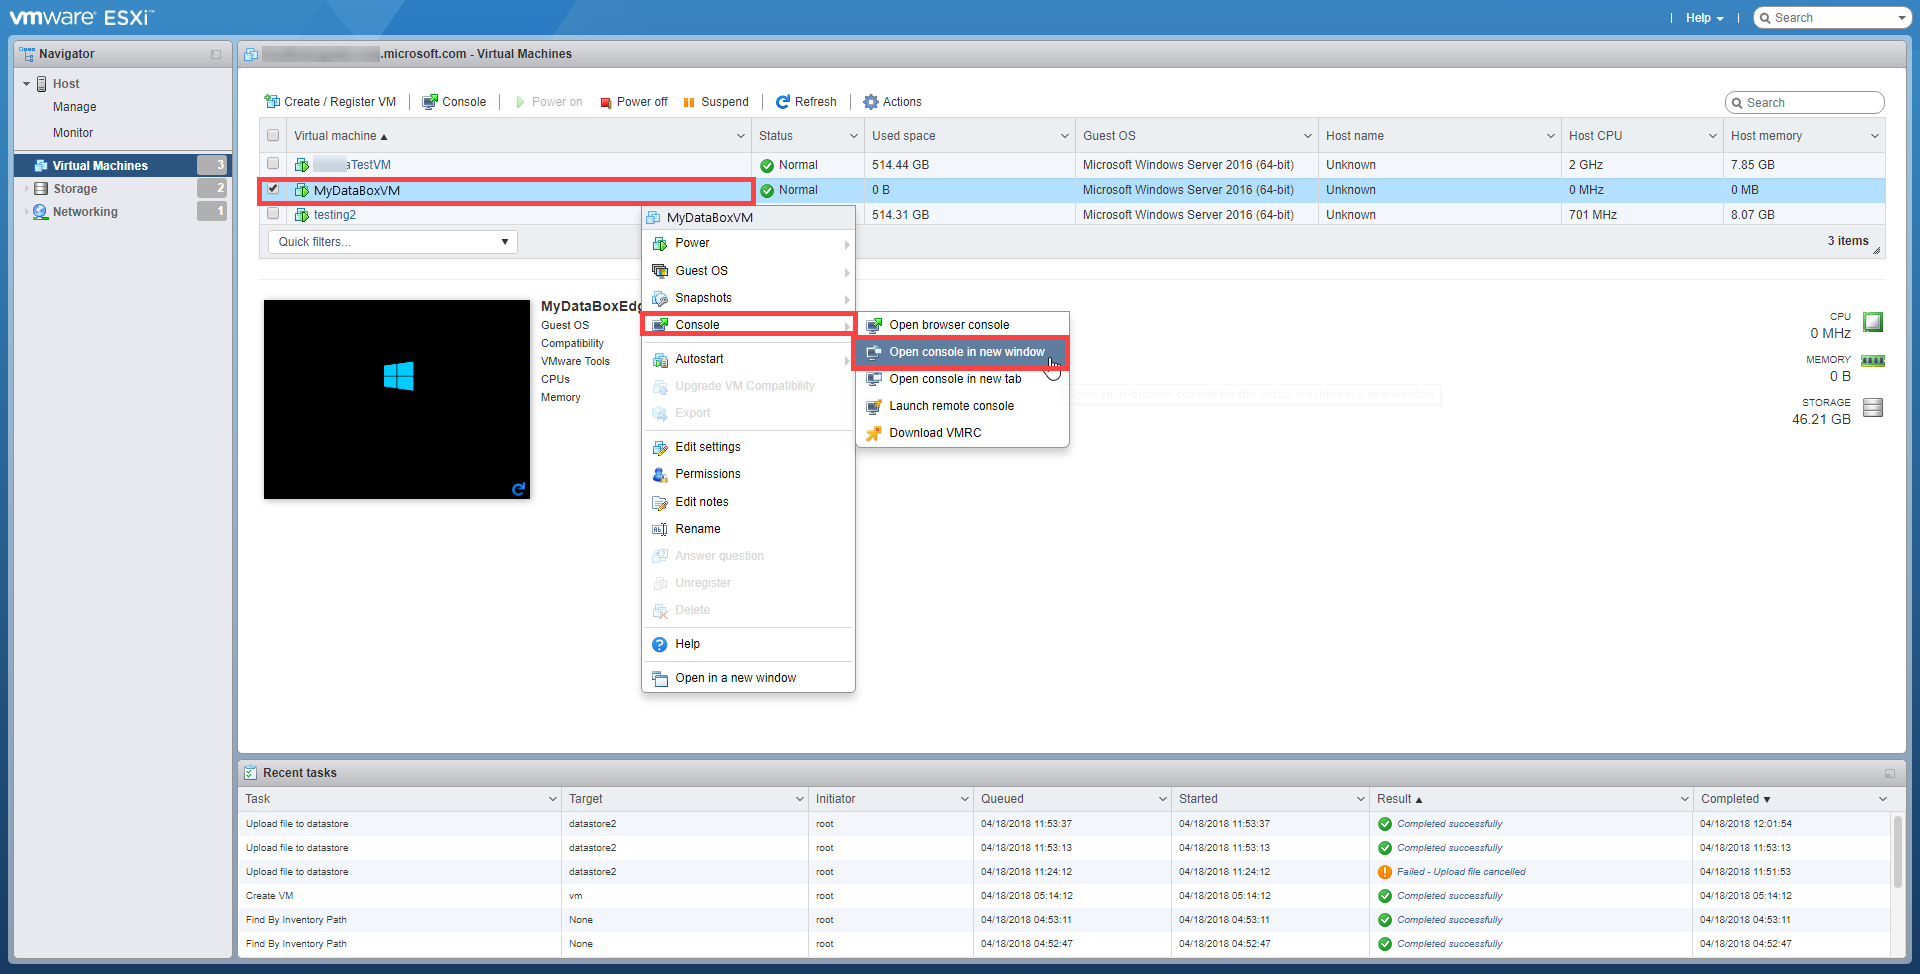 vmware ESXi™
Help
Search
Navigator
.microsoft.com - Virtual Machines
Host
Manage
Monitor
Virtual Machines 3
Storage 2
Networking 1
Create / Register VM
Console
Power on
Power off
Suspend
Refresh
Actions
Search
Virtual machine Status Used space Guest OS Host name Host CPU Host memory
aTestVM Normal 514.44 GB Microsoft Windows Server 2016 (64-bit) Unknown 2 GHz 7.85 GB
MyDataBoxVM Normal 0 B Microsoft Windows Server 2016 (64-bit) Unknown 0 MHz 0 MB
testing2 514.31 GB Microsoft Windows Server 2016 (64-bit) Unknown 701 MHz 8.07 GB
Quick filters...
3 items
MyDataBoxEdg
Guest OS
Compatibility
VMware Tools
CPUs
Memory
MyDataBoxVM
Power
Guest OS
Snapshots
Console
Autostart
Upgrade VM Compatibility
Export
Edit settings
Permissions
Edit notes
Rename
Answer question
Unregister
Delete
Help
Open in a new window
Open browser console
Open console in new window
Open console in new tab
Launch remote console
Download VMRC
Open an in-browser console for this virtual machine in a new window
CPU
0 MHz
MEMORY
0 B
STORAGE
46.21 GB
Recent tasks
Task Target Initiator Queued Started Result Completed
Upload file to datastore datastore2 root 04/18/2018 11:53:37 04/18/2018 11:53:37 Completed successfully 04/18/2018 12:01:54
Upload file to datastore datastore2 root 04/18/2018 11:53:13 04/18/2018 11:53:13 Completed successfully 04/18/2018 11:53:13
Upload file to datastore datastore2 root 04/18/2018 11:24:12 04/18/2018 11:24:12 Failed - Upload file cancelled 04/18/2018 11:51:53
Create VM vm root 04/18/2018 05:14:12 04/18/2018 05:14:12 Completed successfully 04/18/2018 05:14:12
Find By Inventory Path None root 04/18/2018 04:53:11 04/18/2018 04:53:11 Completed successfully 04/18/2018 04:53:11
Find By Inventory Path None root 04/18/2018 04:52:47 04/18/2018 04:52:47 Completed successfully 04/18/2018 04:52:47